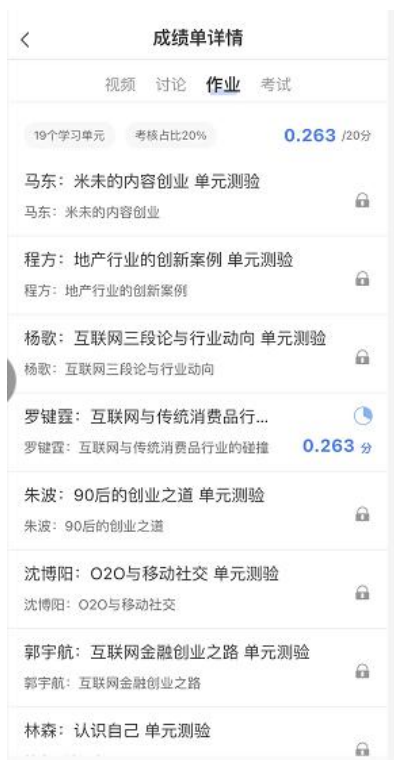 成绩单详情
视频 讨论 作业 考试
19个学习单元 考核占比20% 0.263 /20分
马东：米未的内容创业 单元测验
马东：米未的内容创业
程方：地产行业的创新案例 单元测验
程方：地产行业的创新案例
杨歌：互联网三段论与行业动向 单元测验
杨歌：互联网三段论与行业动向
罗键霆：互联网与传统消费品行...
罗键霆：互联网与传统消费品行业的碰撞 0.263 分
朱波：90后的创业之道 单元测验
朱波：90后的创业之道
沈博阳：O2O与移动社交 单元测验
沈博阳：O2O与移动社交
郭宇航：互联网金融创业之路 单元测验
郭宇航：互联网金融创业之路
林森：认识自己 单元测验